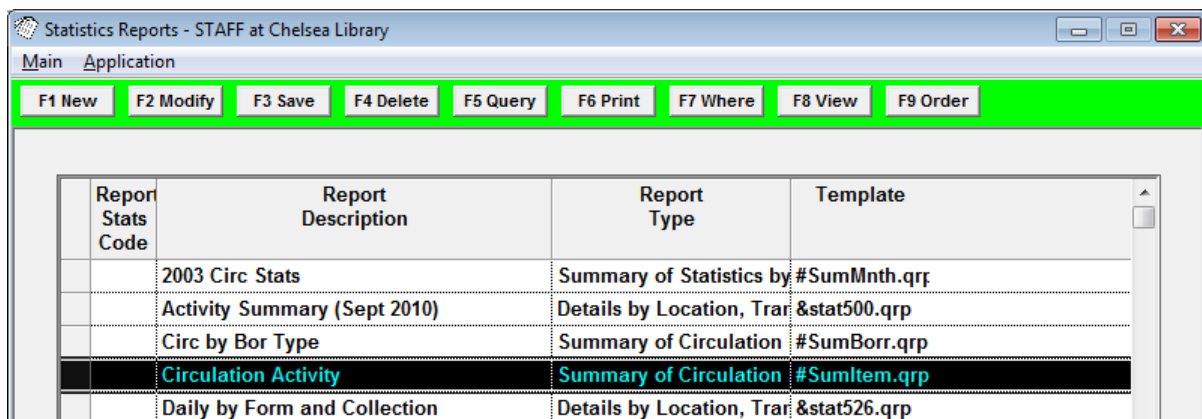 Statistics Reports - STAFF at Chelsea Library
Main Application
F1 New F2 Modify F3 Save F4 Delete F5 Query F6 Print F7 Where F8 View F9 Order
Report Stats Code Report Description Report Type Template
2003 Circ Stats Summary of Statistics by #SumMnth.qrp
Activity Summary (Sept 2010) Details by Location, Tran &stat500.qrp
Circ by Bor Type Summary of Circulation #SumBorr.qrp
Circulation Activity Summary of Circulation #SumItem.qrp
Daily by Form and Collection Details by Location, Tran &stat526.qrp